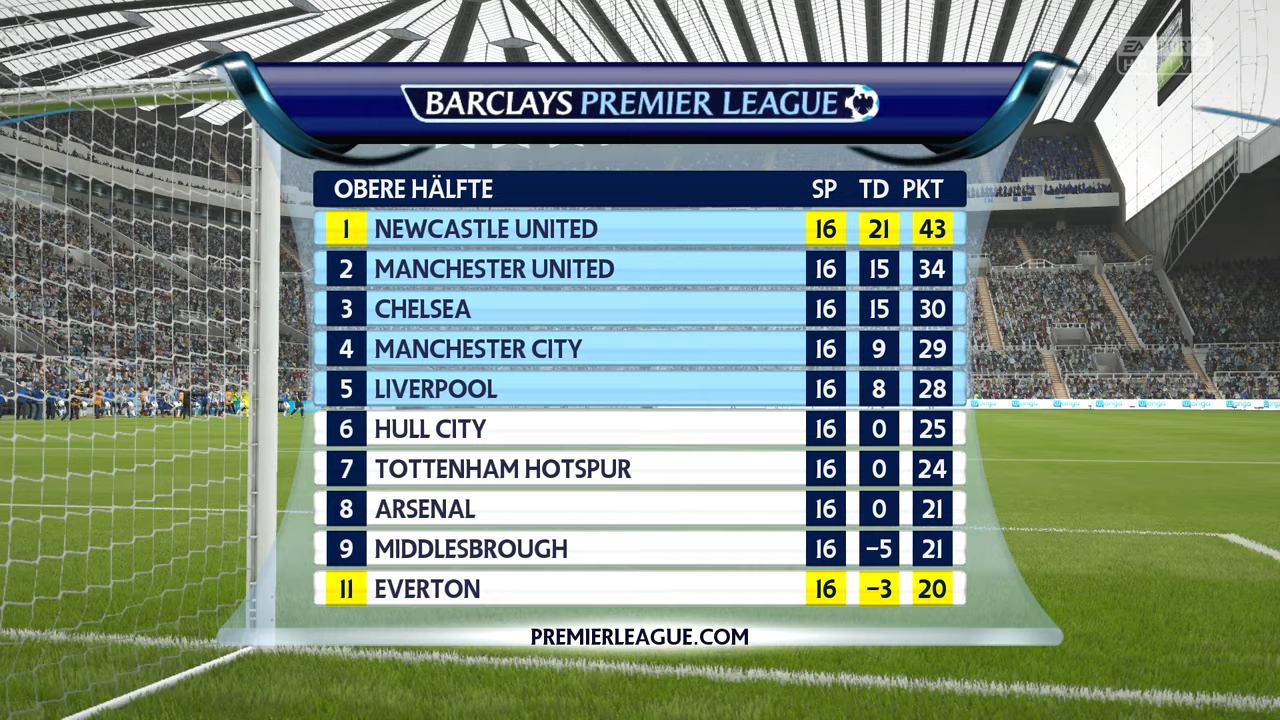 EA SPORTS
BARCLAYS PREMIER LEAGUE
OBERE HÄLFTE SP TD PKT
1 NEWCASTLE UNITED 16 21 43
2 MANCHESTER UNITED 16 15 34
3 CHELSEA 16 15 30
4 MANCHESTER CITY 16 9 29
5 LIVERPOOL 16 8 28
6 HULL CITY 16 0 25
7 TOTTENHAM HOTSPUR 16 0 24
8 ARSENAL 16 0 21
9 MIDDLESBROUGH 16 −5 21
11 EVERTON 16 −3 20
PREMIERLEAGUE.COM